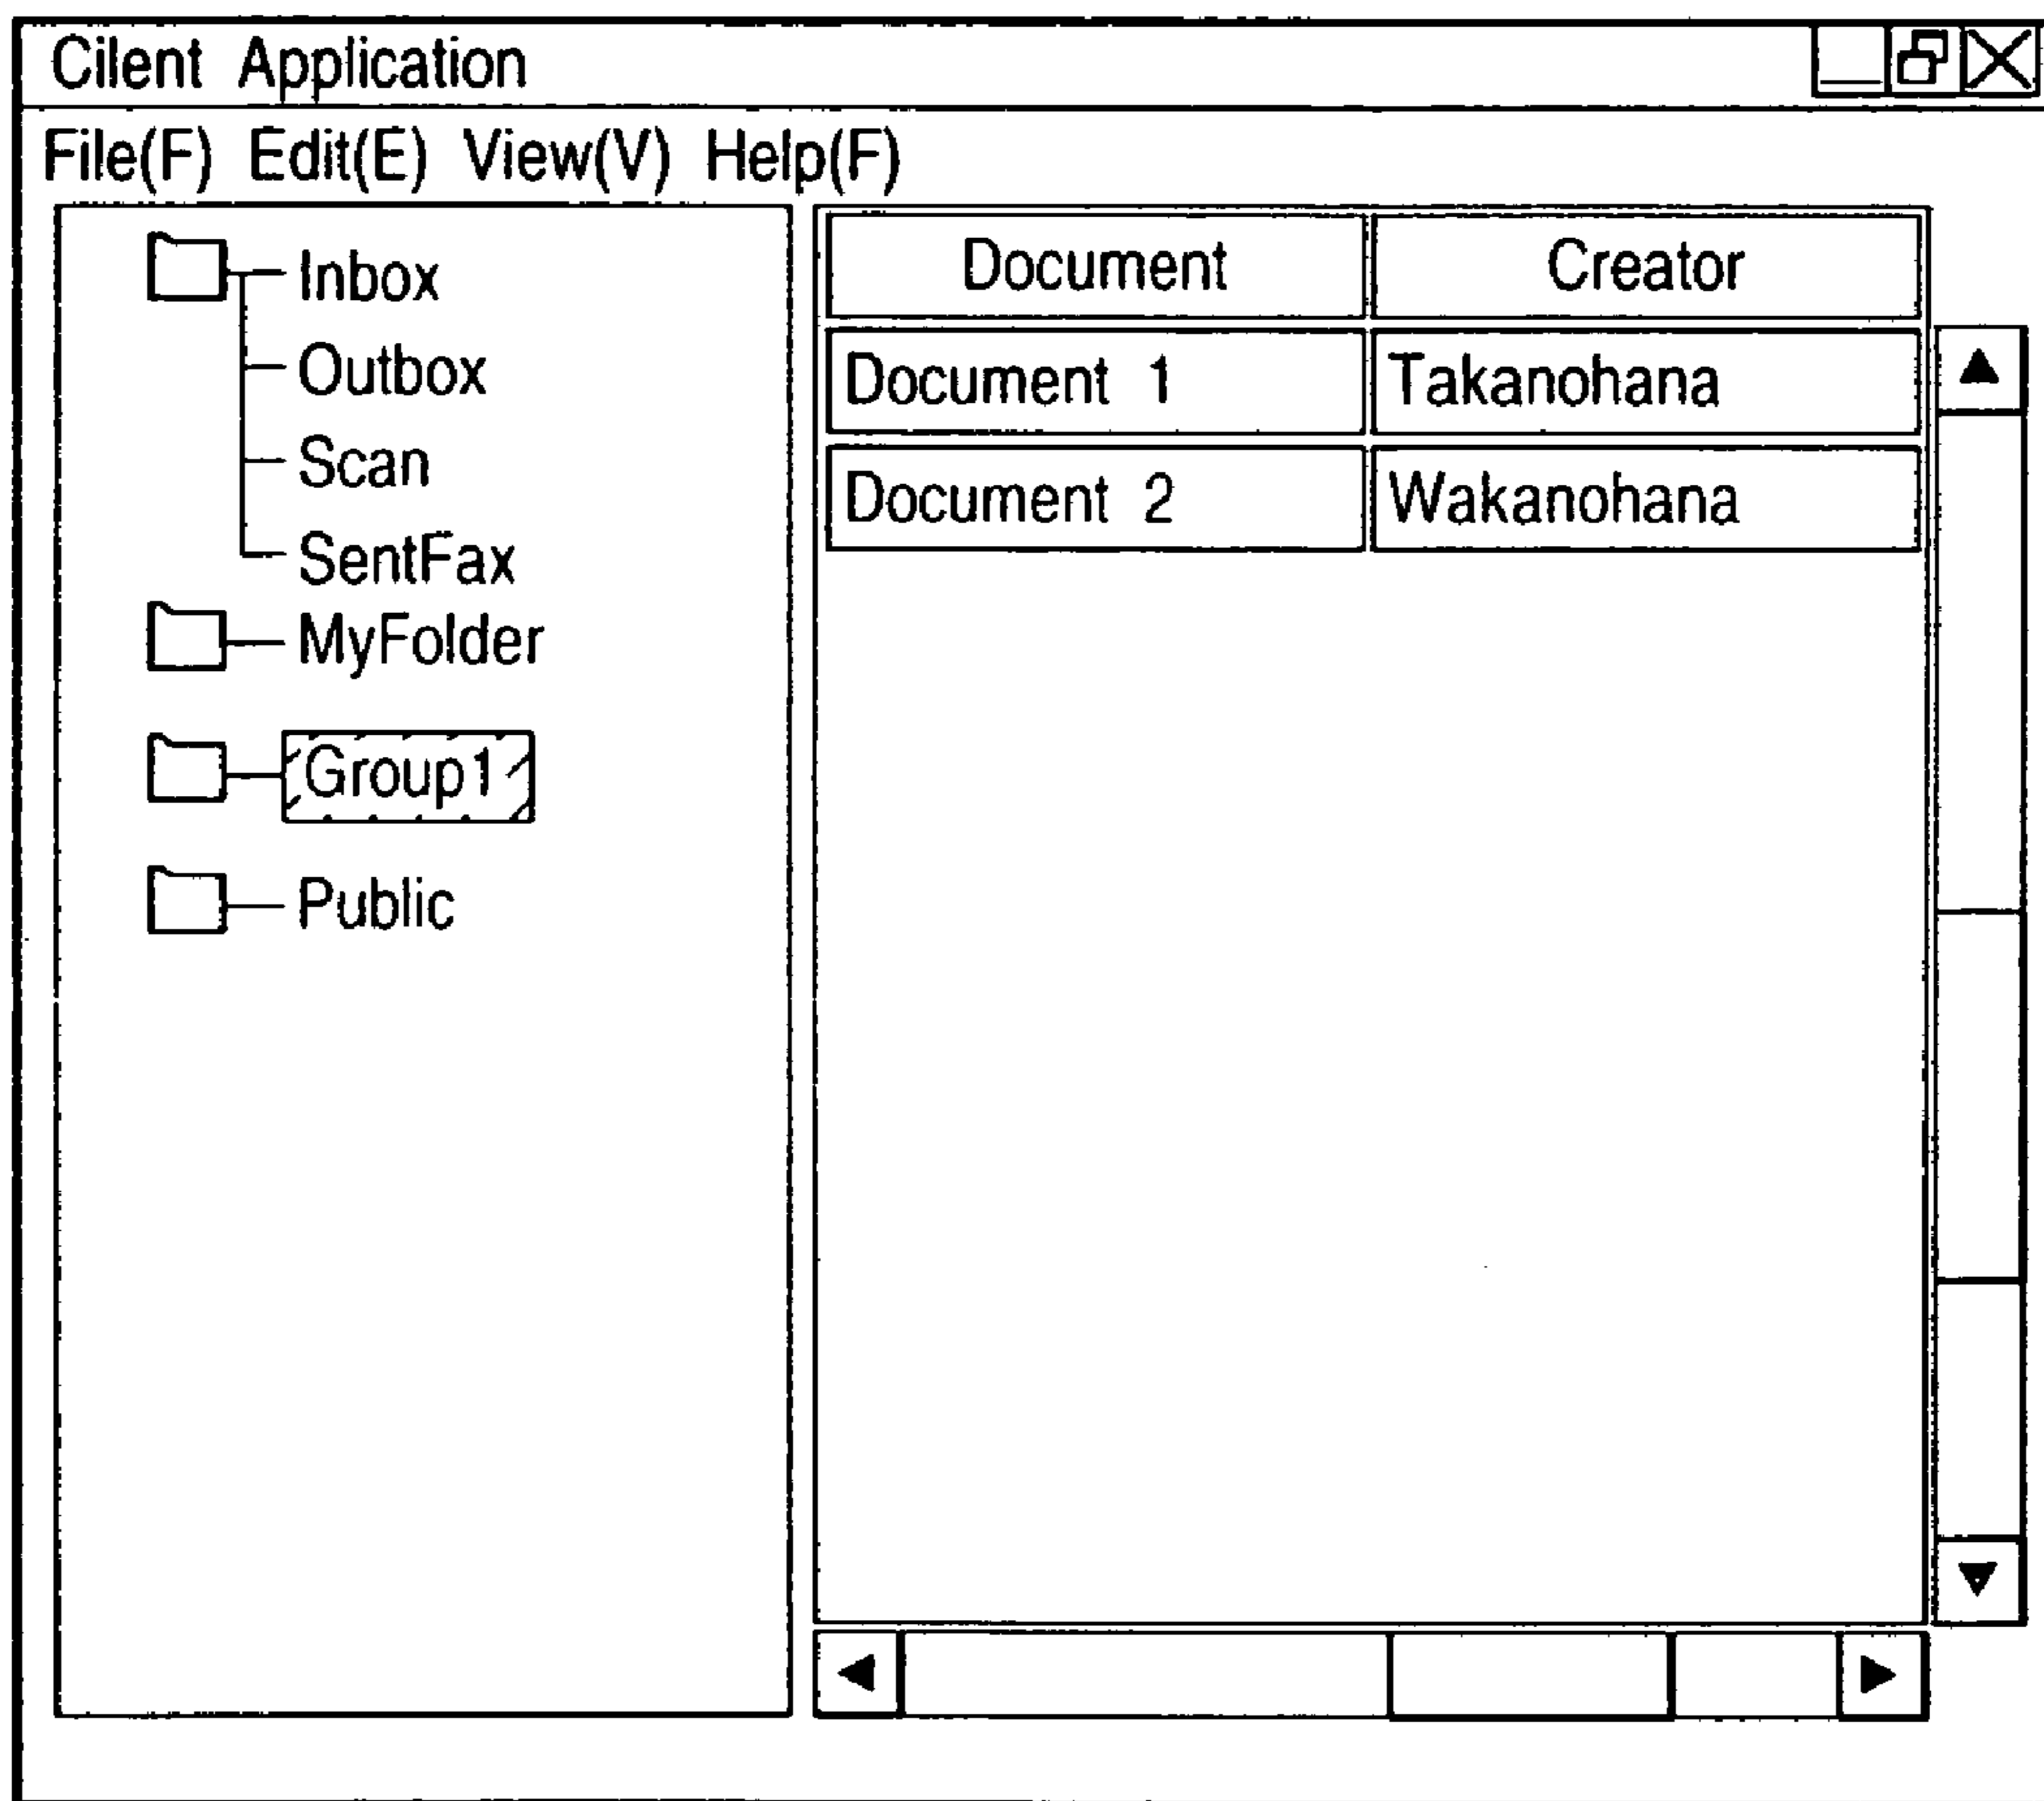 Cilent Application
File(F) Edit(E) View(V) Help(F)
Inbox
Outbox
Scan
SentFax
MyFolder
Group1
Public
Document Creator
Document 1 Takanohana
Document 2 Wakanohana